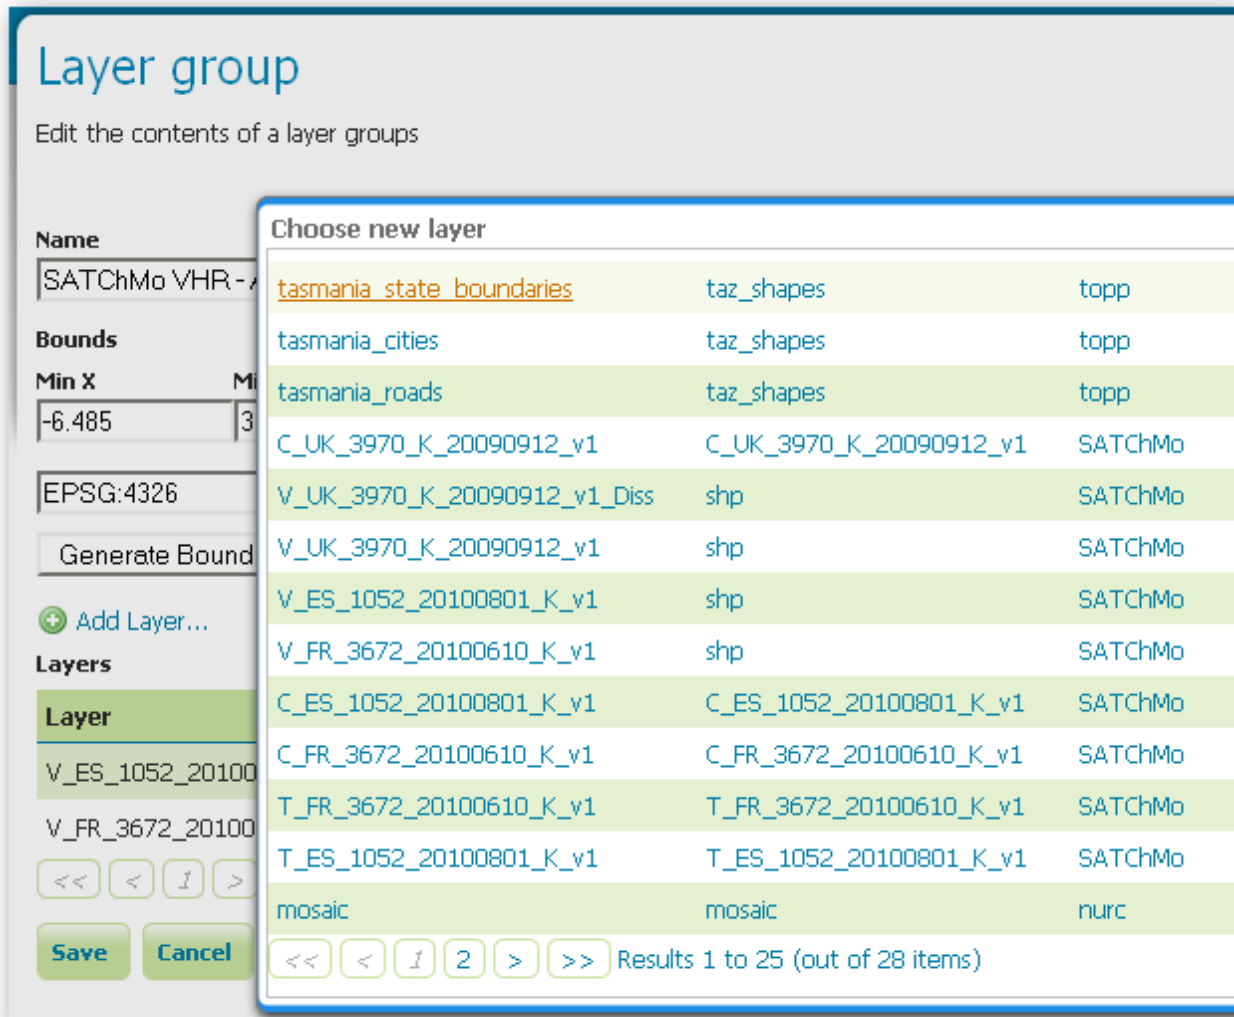 Layer group
Edit the contents of a layer groups
Name
SATChMo VHR -
Bounds
Min X
-6.485
3
EPSG:4326
Generate Bound
Add Layer...
Layers
Layer
V_ES_1052_20100
V_FR_3672_20100
<< < 1 >
Save Cancel
Choose new layer
tasmania_state_boundaries taz_shapes topp
tasmania_cities taz_shapes topp
tasmania_roads taz_shapes topp
C_UK_3970_K_20090912_v1 C_UK_3970_K_20090912_v1 SATChMo
V_UK_3970_K_20090912_v1_Diss shp SATChMo
V_UK_3970_K_20090912_v1 shp SATChMo
V_ES_1052_20100801_K_v1 shp SATChMo
V_FR_3672_20100610_K_v1 shp SATChMo
C_ES_1052_20100801_K_v1 C_ES_1052_20100801_K_v1 SATChMo
C_FR_3672_20100610_K_v1 C_FR_3672_20100610_K_v1 SATChMo
T_FR_3672_20100610_K_v1 T_FR_3672_20100610_K_v1 SATChMo
T_ES_1052_20100801_K_v1 T_ES_1052_20100801_K_v1 SATChMo
mosaic mosaic nurc
<< < 1 2 > >> Results 1 to 25 (out of 28 items)